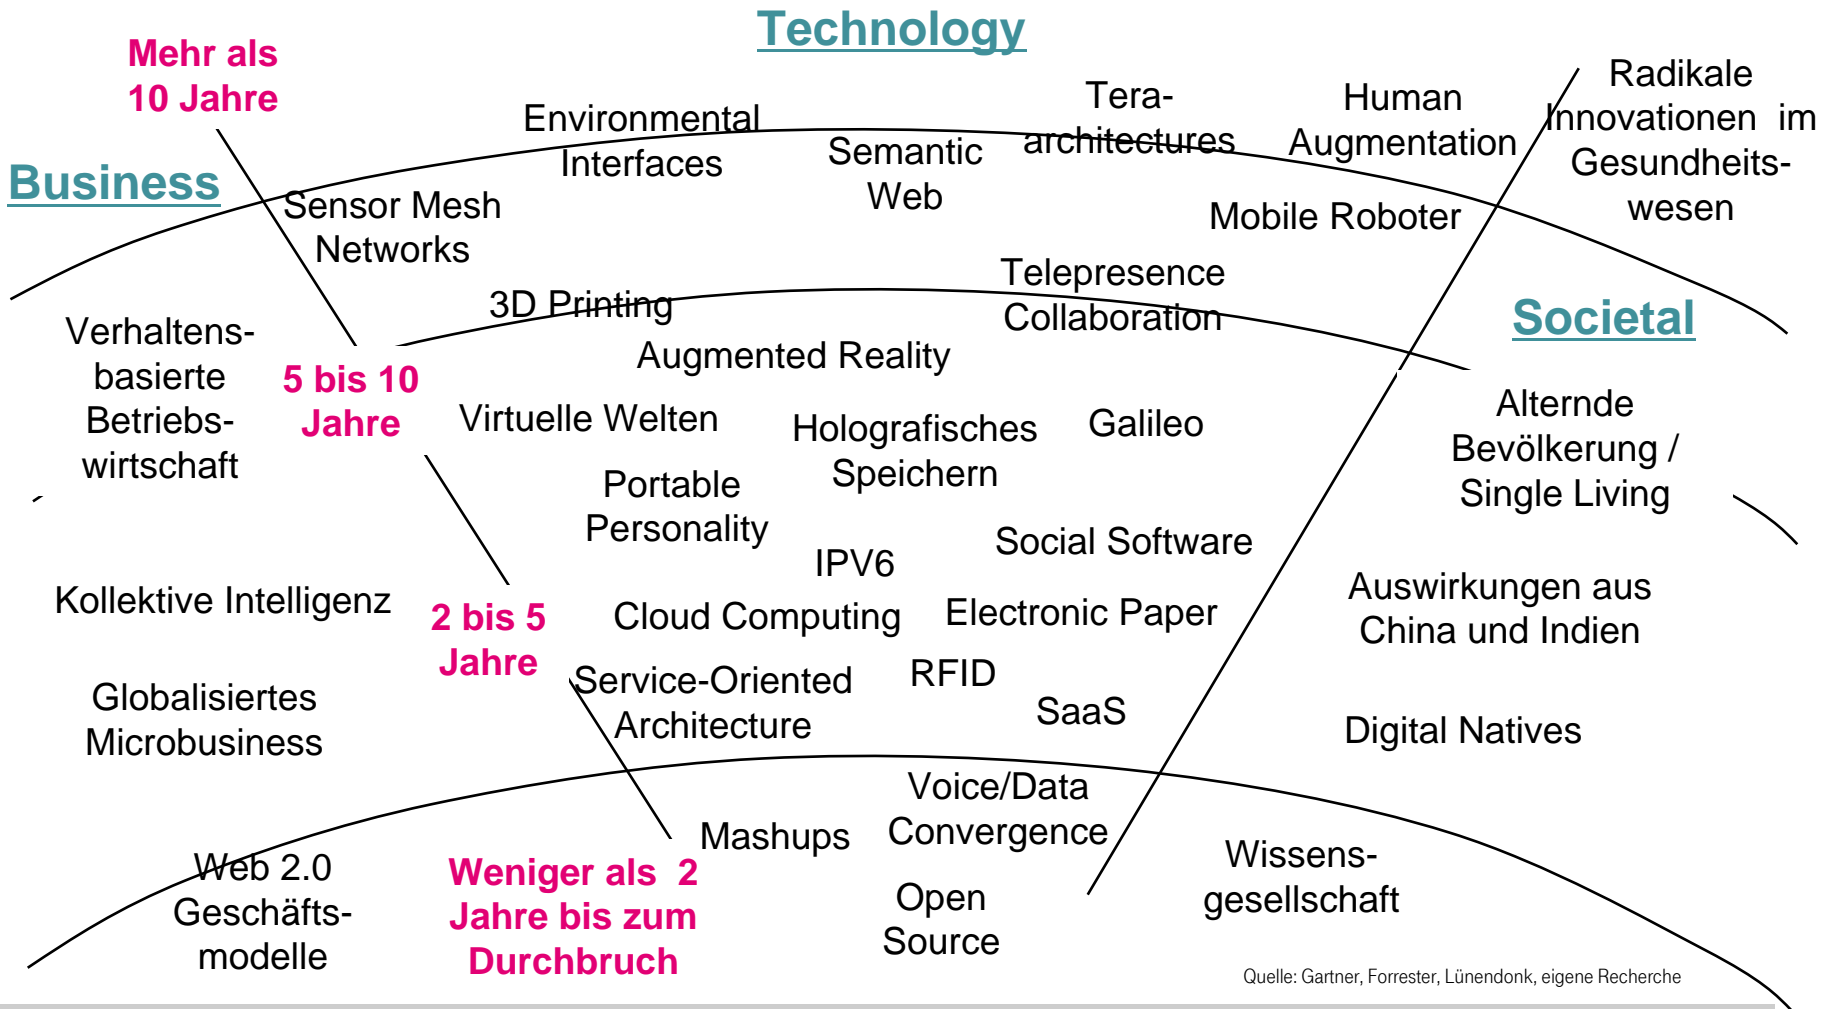 Technology
Mehr als
10 Jahre
Business
Environmental
Interfaces
Semantic
Web
Tera-
architectures
Human
Augmentation
Radikale
Innovationen im
Gesundheits-
wesen
Sensor Mesh
Networks
Mobile Roboter
3D Printing
Telepresence
Collaboration
Societal
Verhaltens-
basierte
Betriebs-
wirtschaft
5 bis 10
Jahre
Augmented Reality
Virtuelle Welten
Holografisches
Speichern
Galileo
Alternde
Bevölkerung /
Single Living
Portable
Personality
IPV6
Social Software
Kollektive Intelligenz
2 bis 5
Jahre
Cloud Computing
Electronic Paper
Auswirkungen aus
China und Indien
Globalisiertes
Microbusiness
Service-Oriented
Architecture
RFID
SaaS
Digital Natives
Voice/Data
Convergence
Mashups
Web 2.0
Geschäfts-
modelle
Weniger als 2
Jahre bis zum
Durchbruch
Open
Source
Wissens-
gesellschaft
Quelle: Gartner, Forrester, Lünendonk, eigene Recherche